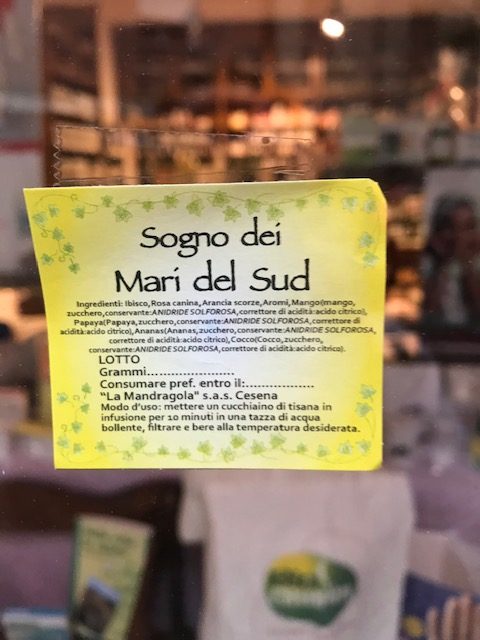 Sogno dei
Mari del Sud
Ingredienti: Ibisco,Rosa canina,Arancia scorze,Aromi,Mango(mango,
zucchero,conservante:ANIDRIDE SOLFOROSA,correttore di acidità:acido citrico),
Papaya(Papaya,zucchero,conservante:ANIDRIDE SOLFOROSA,correttore di
acidità:acido citrico),Ananas(Ananas,zucchero,conservante:ANIDRIDE SOLFOROSA,
correttore di acidità:acido citrico),Cocco(Cocco,zucchero,
conservante:ANIDRIDE SOLFOROSA,correttore di acidità:acido citrico).
LOTTO
Grammi......................
Consumare pref. entro il:.................
"La Mandragola" s.a.s. Cesena
Modo d'uso: mettere un cucchiaino di tisana in
infusione per 10 minuti in una tazza di acqua
bollente, filtrare e bere alla temperatura desiderata.